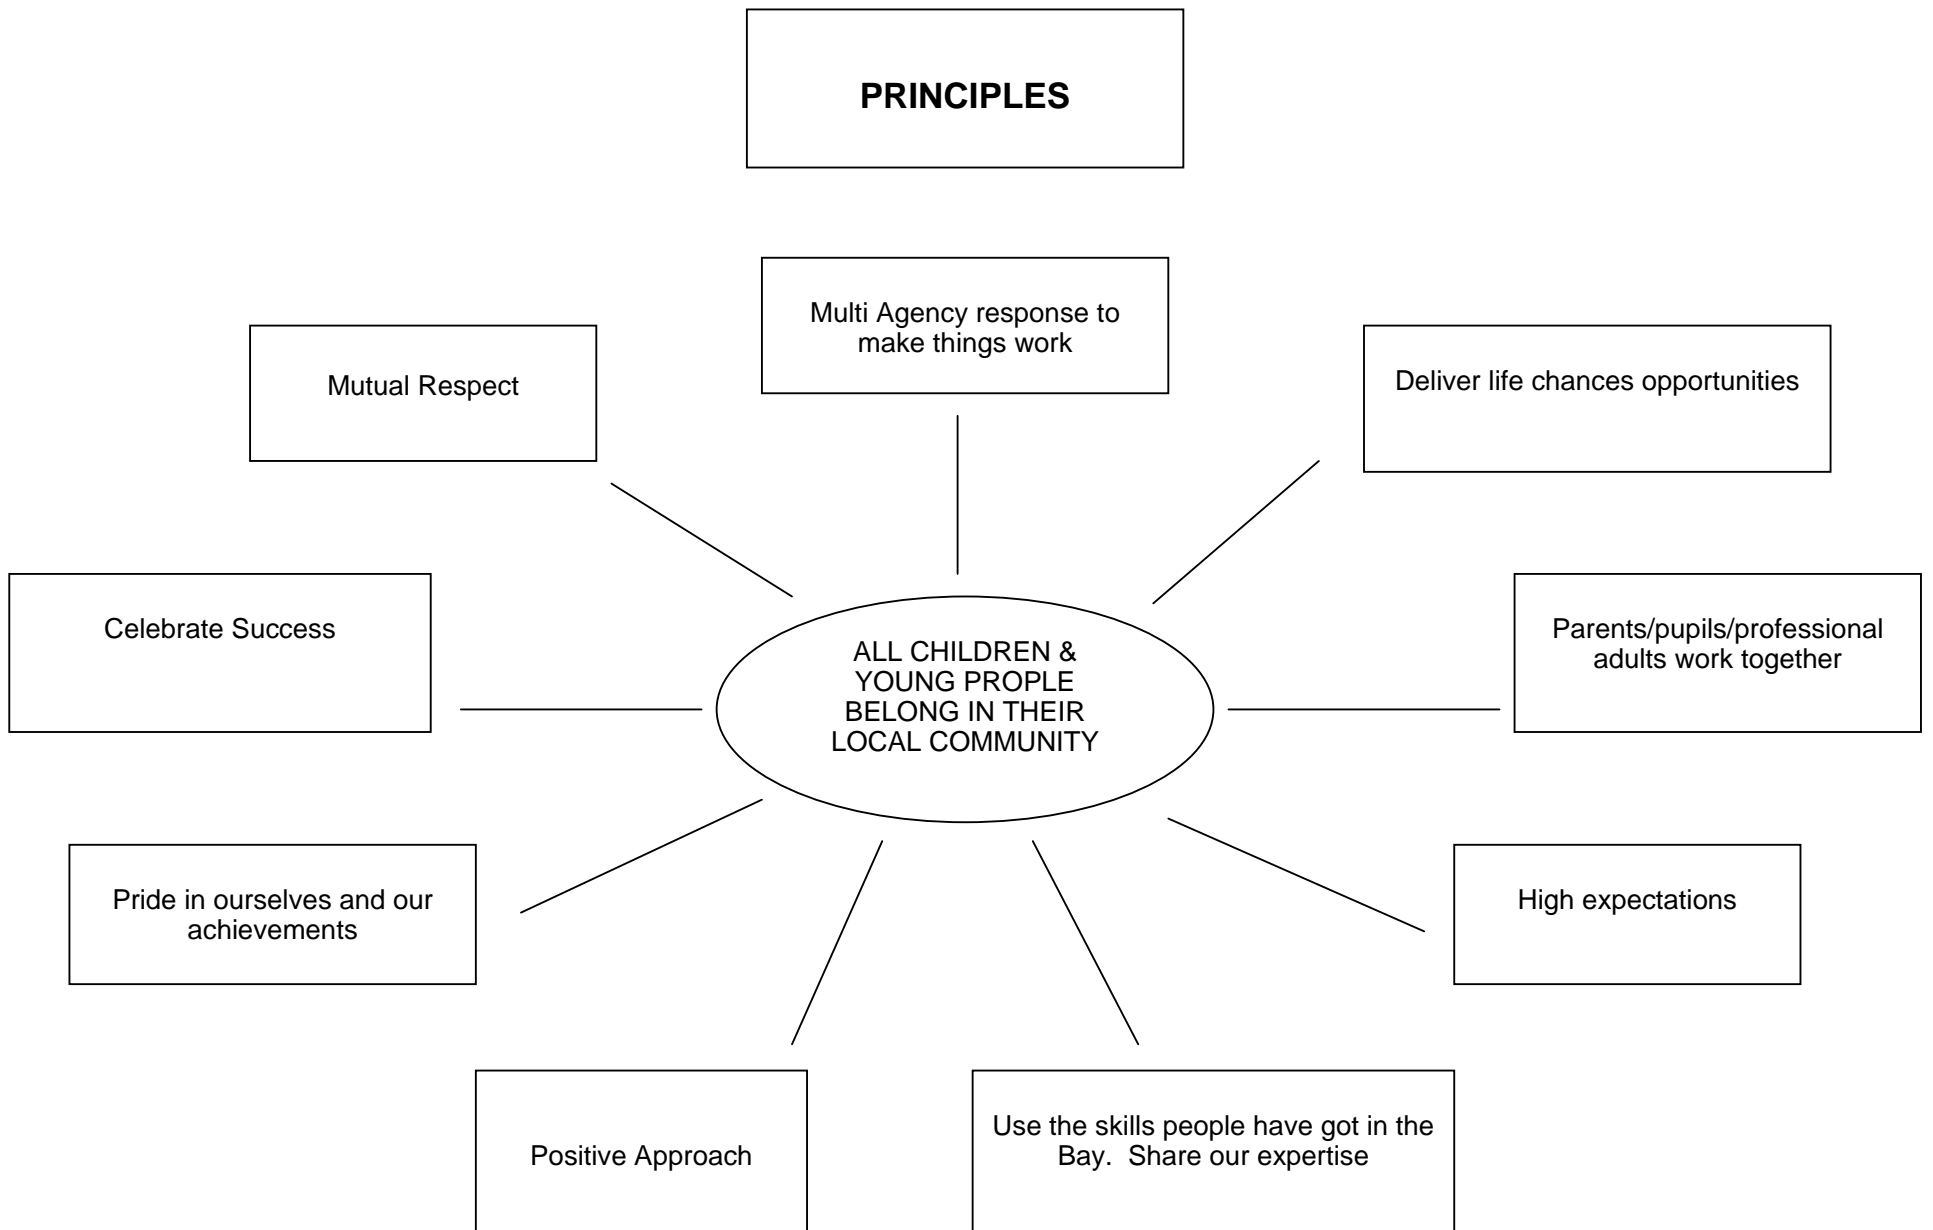 PRINCIPLES
Multi Agency response to
make things work
Mutual Respect
Deliver life chances opportunities
Celebrate Success
Parents/pupils/professional
adults work together
ALL CHILDREN &
YOUNG PROPLE
BELONG IN THEIR
LOCAL COMMUNITY
Pride in ourselves and our
achievements
High expectations
Positive Approach
Use the skills people have got in the
Bay.  Share our expertise